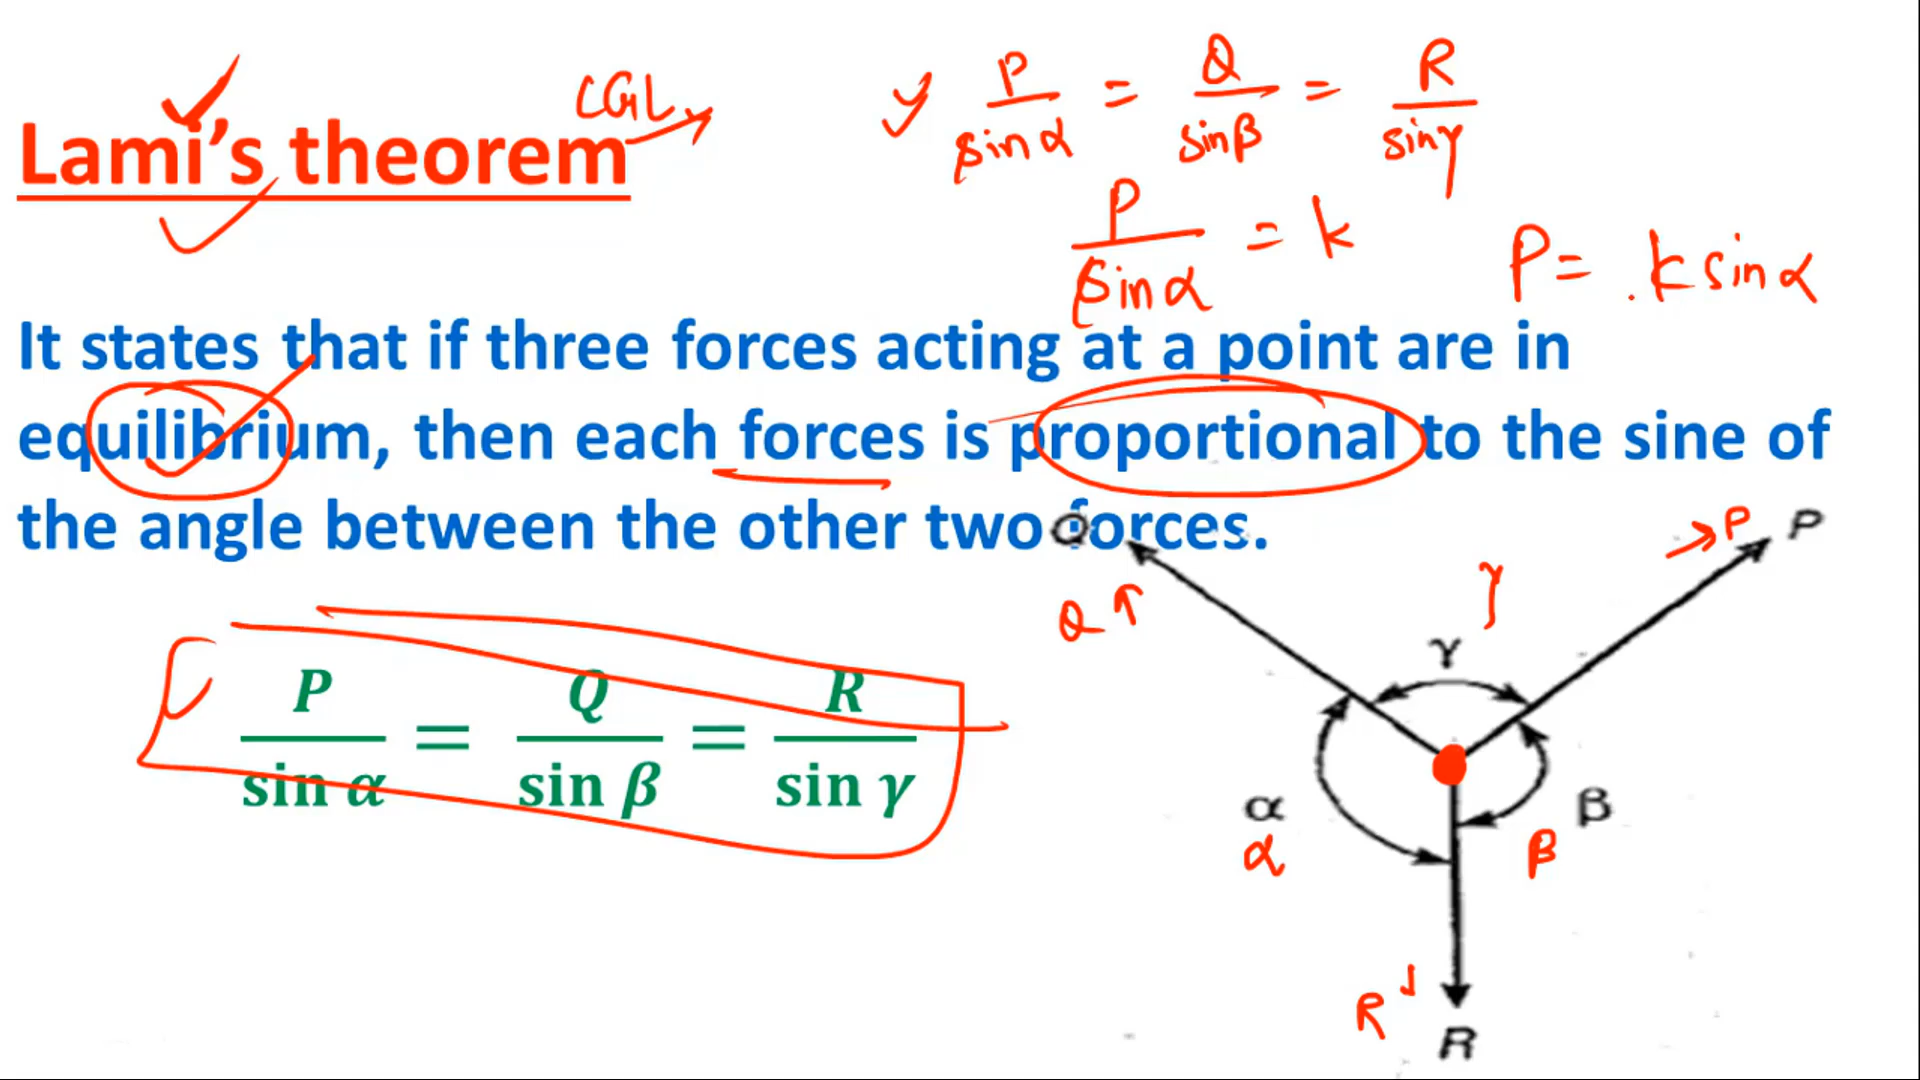 Lami's theorem
CGL
P/sin α = Q/sin β = R/sin γ
P/sin α = k
P = k sin α
It states that if three forces acting at a point are in
equilibrium, then each forces is proportional to the sine of
the angle between the other two forces.
P/sin α = Q/sin β = R/sin γ
Q
Q
P
P
γ
γ
α
α
β
β
R
R